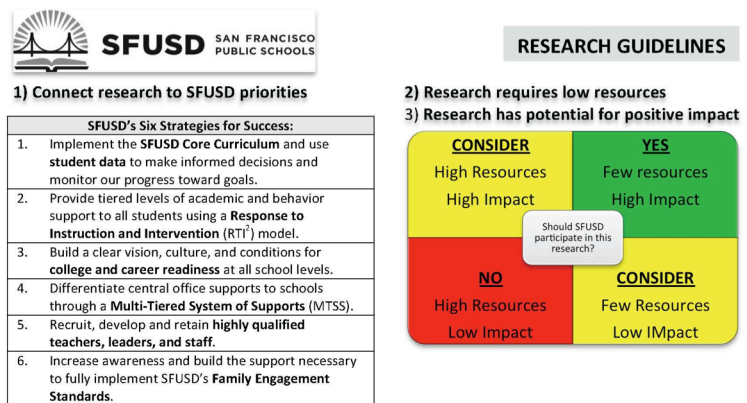 SFUSD SAN FRANCISCO
PUBLIC SCHOOLS
RESEARCH GUIDELINES
1) Connect research to SFUSD priorities
SFUSD's Six Strategies for Success:
1. Implement the SFUSD Core Curriculum and use
student data to make informed decisions and
monitor our progress toward goals.
2. Provide tiered levels of academic and behavior
support to all students using a Response to
Instruction and Intervention (RTI²) model.
3. Build a clear vision, culture, and conditions for
college and career readiness at all school levels.
4. Differentiate central office supports to schools
through a Multi-Tiered System of Supports (MTSS).
5. Recruit, develop and retain highly qualified
teachers, leaders, and staff.
6. Increase awareness and build the support necessary
to fully implement SFUSD's Family Engagement
Standards.
2) Research requires low resources
3) Research has potential for positive impact
CONSIDER
High Resources
High Impact
YES
Few resources
High Impact
Should SFUSD
participate in this
research?
NO
High Resources
Low Impact
CONSIDER
Few Resources
Low IMpact